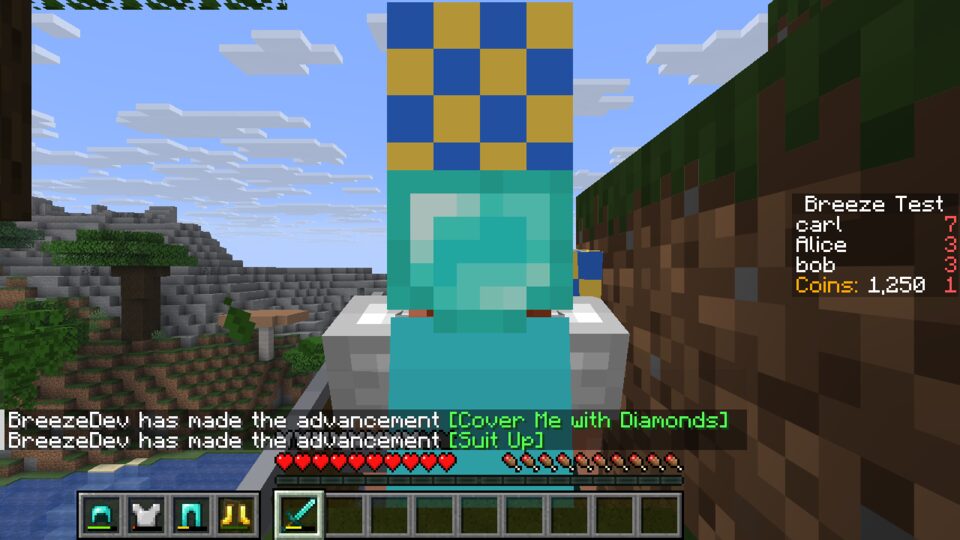 Breeze Test
carl 7
Alice 3
bob 3
Coins: 1,250 1
BreezeDev has made the advancement [Cover Me with Diamonds]
BreezeDev has made the advancement [Suit Up]